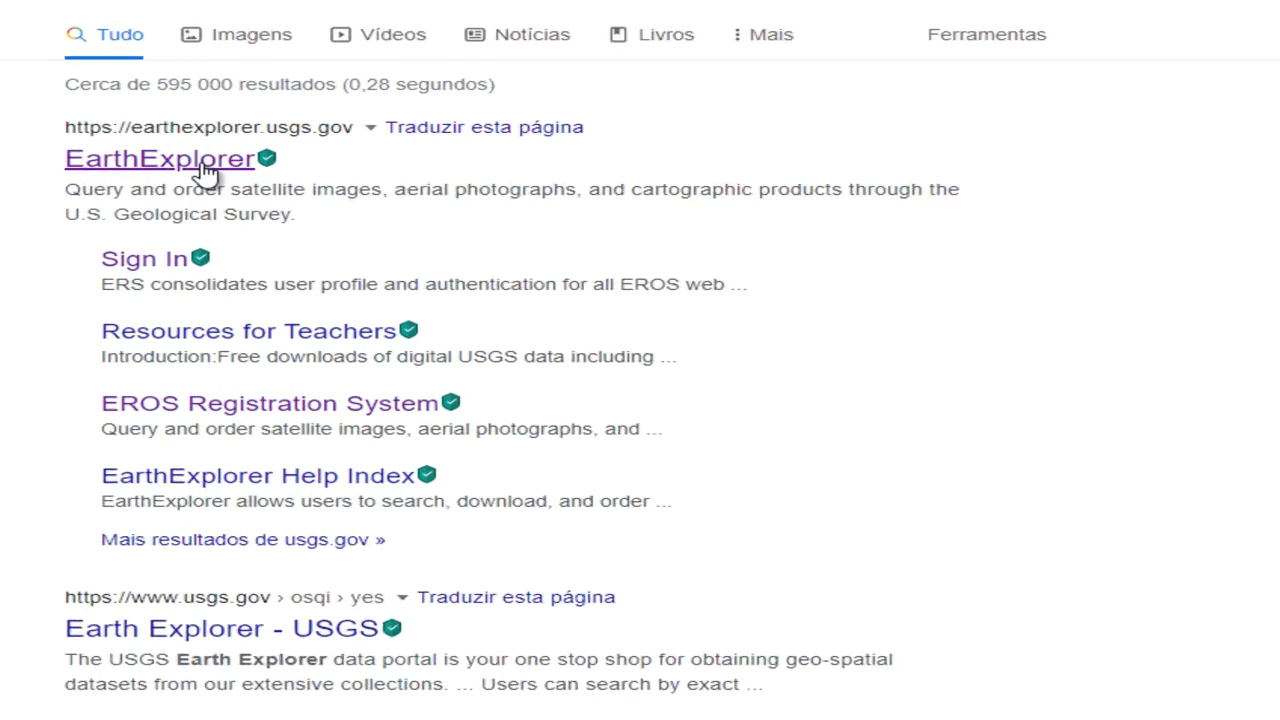 Tudo Imagens Vídeos Notícias Livros Mais Ferramentas
Cerca de 595 000 resultados (0,28 segundos)
https://earthexplorer.usgs.gov Traduzir esta página
EarthExplorer
Query and order satellite images, aerial photographs, and cartographic products through the
U.S. Geological Survey.
Sign In
ERS consolidates user profile and authentication for all EROS web ...
Resources for Teachers
Introduction:Free downloads of digital USGS data including ...
EROS Registration System
Query and order satellite images, aerial photographs, and ...
EarthExplorer Help Index
EarthExplorer allows users to search, download, and order ...
Mais resultados de usgs.gov »
https://www.usgs.gov › osqi › yes Traduzir esta página
Earth Explorer - USGS
The USGS Earth Explorer data portal is your one stop shop for obtaining geo-spatial
datasets from our extensive collections. ... Users can search by exact ...